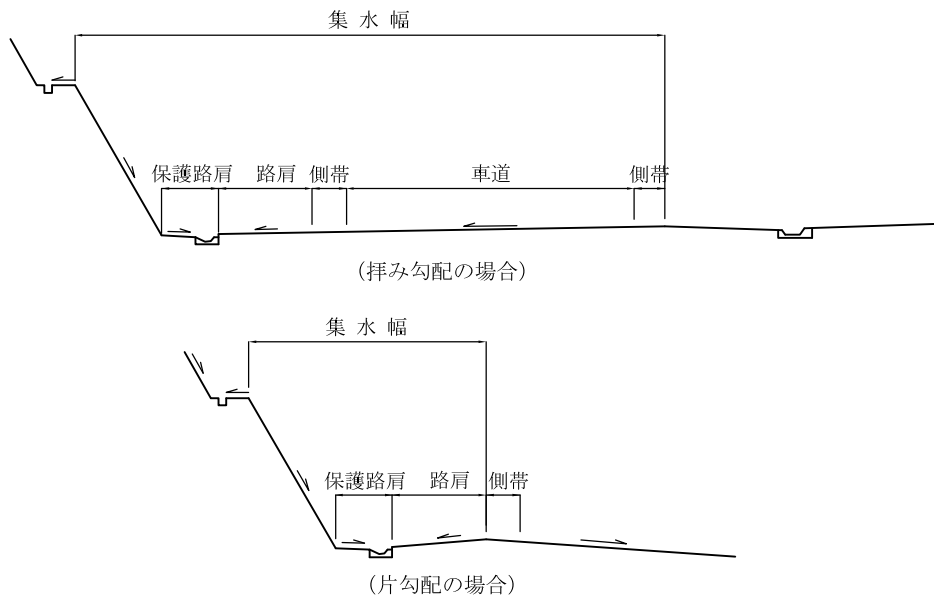 集 水 幅
保護路肩 路肩 側帯 車道 側帯
（拝み勾配の場合）
集 水 幅
保護路肩 路肩 側帯
（片勾配の場合）